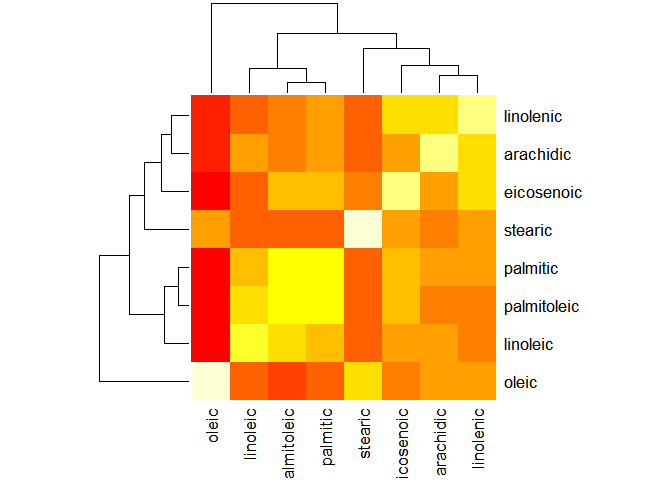 linolenic
arachidic
eicosenoic
stearic
palmitic
palmitoleic
linoleic
oleic
oleic
linoleic
almitoleic
palmitic
stearic
icosenoic
arachidic
linolenic